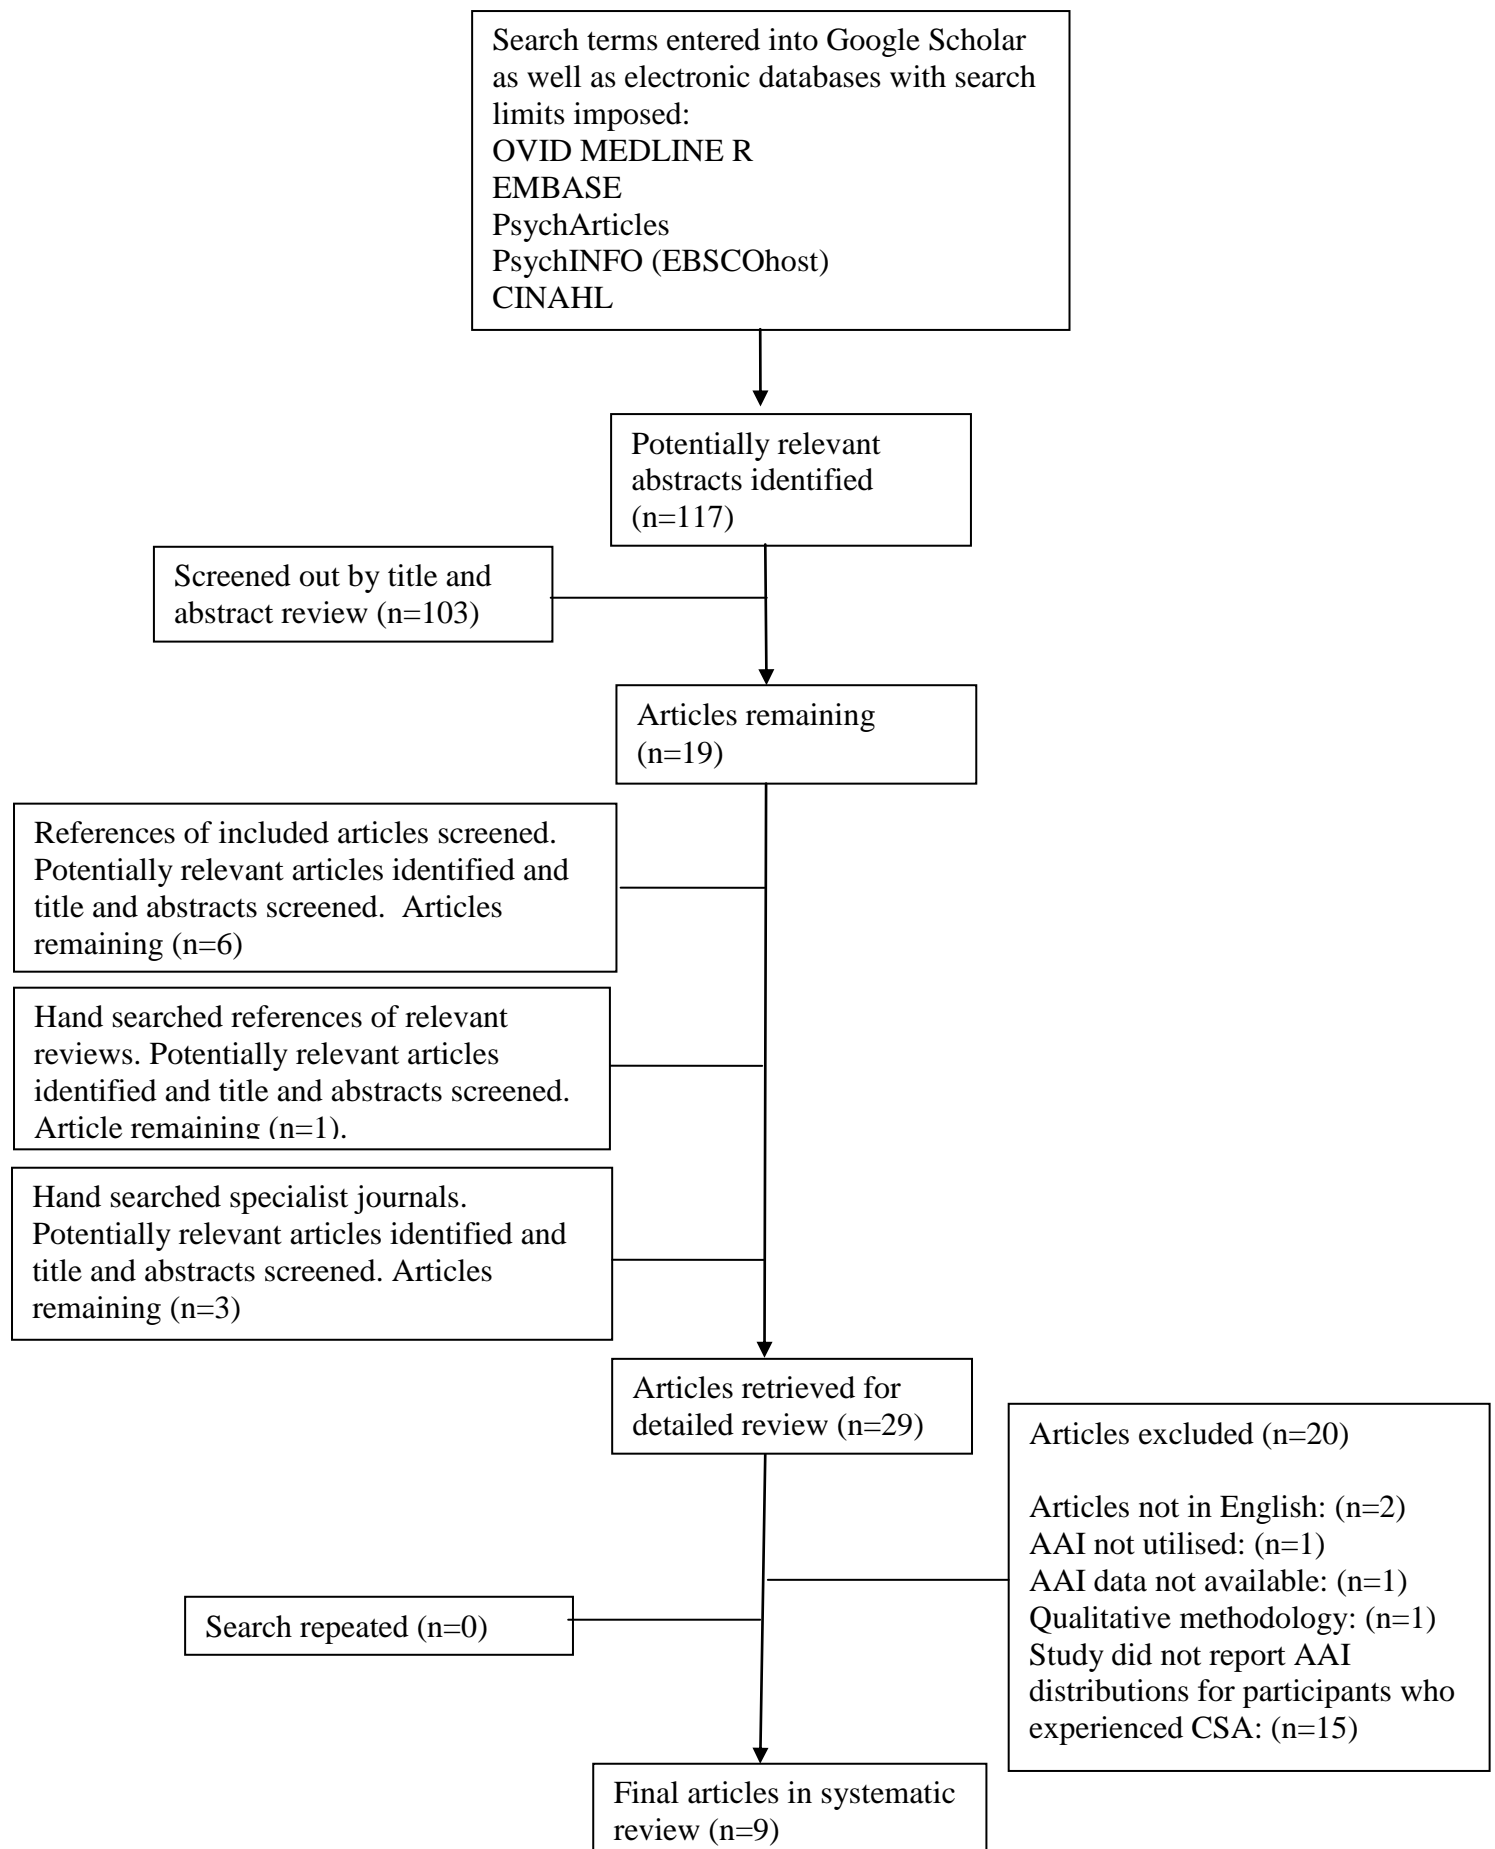 Search terms entered into Google Scholar
as well as electronic databases with search
limits imposed:
OVID MEDLINE R
EMBASE
PsychArticles
PsychINFO (EBSCOhost)
CINAHL
Potentially relevant
abstracts identified
(n=117)
Screened out by title and
abstract review (n=103)
Articles remaining
(n=19)
References of included articles screened.
Potentially relevant articles identified and
title and abstracts screened.  Articles
remaining (n=6)
Hand searched references of relevant
reviews. Potentially relevant articles
identified and title and abstracts screened.
Article remaining (n=1).
Hand searched specialist journals.
Potentially relevant articles identified and
title and abstracts screened. Articles
remaining (n=3)
Articles retrieved for
detailed review (n=29)
Articles excluded (n=20)
Articles not in English: (n=2)
AAI not utilised: (n=1)
AAI data not available: (n=1)
Qualitative methodology: (n=1)
Study did not report AAI
distributions for participants who
experienced CSA: (n=15)
Search repeated (n=0)
Final articles in systematic
review (n=9)